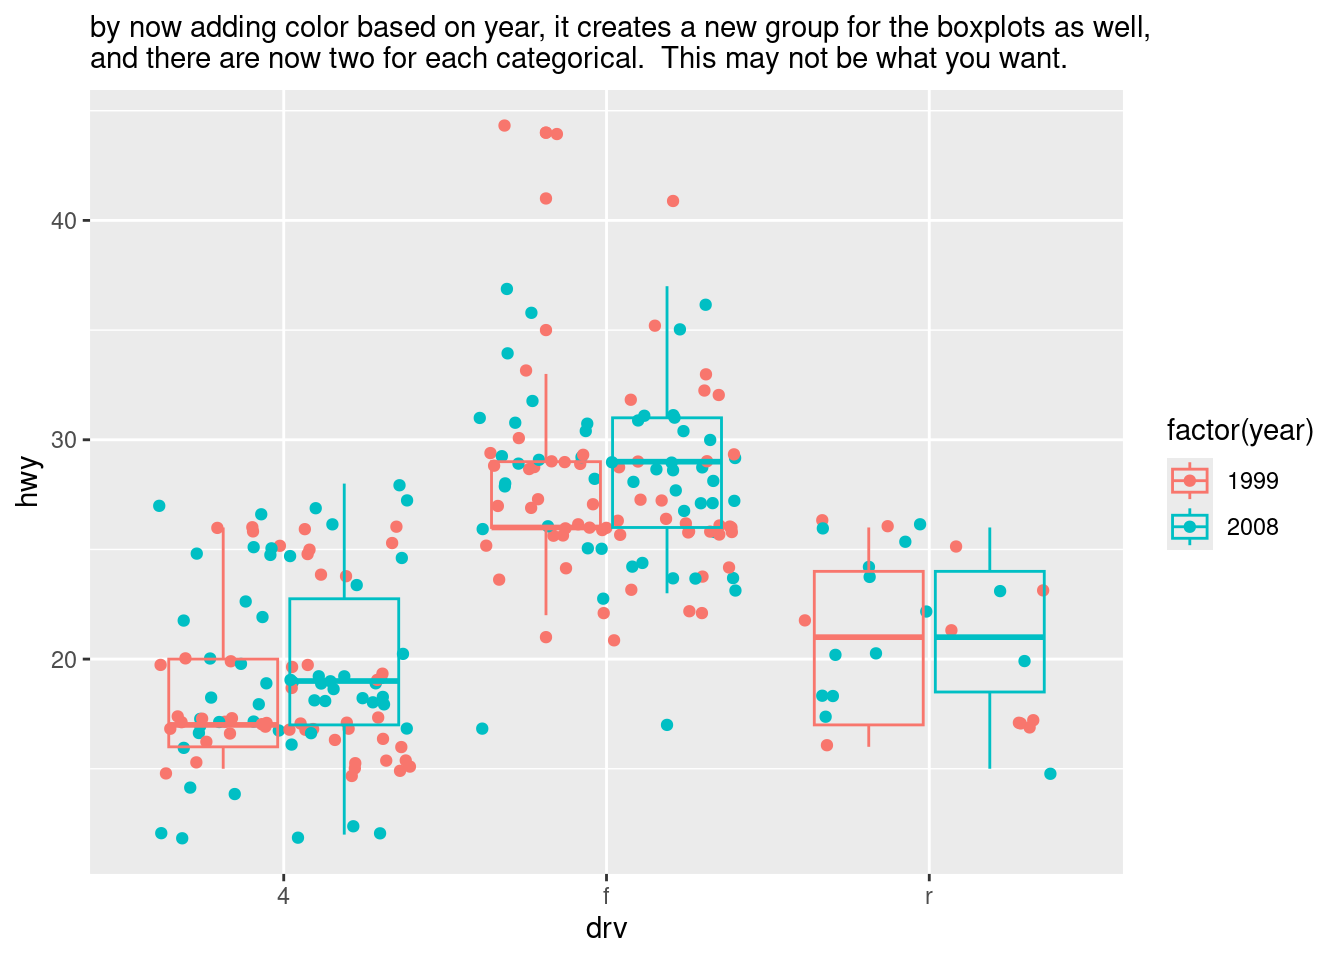 by now adding color based on year, it creates a new group for the boxplots as well,
and there are now two for each categorical.  This may not be what you want.
40
30
20
hwy
4
f
r
drv
factor(year)
1999
2008